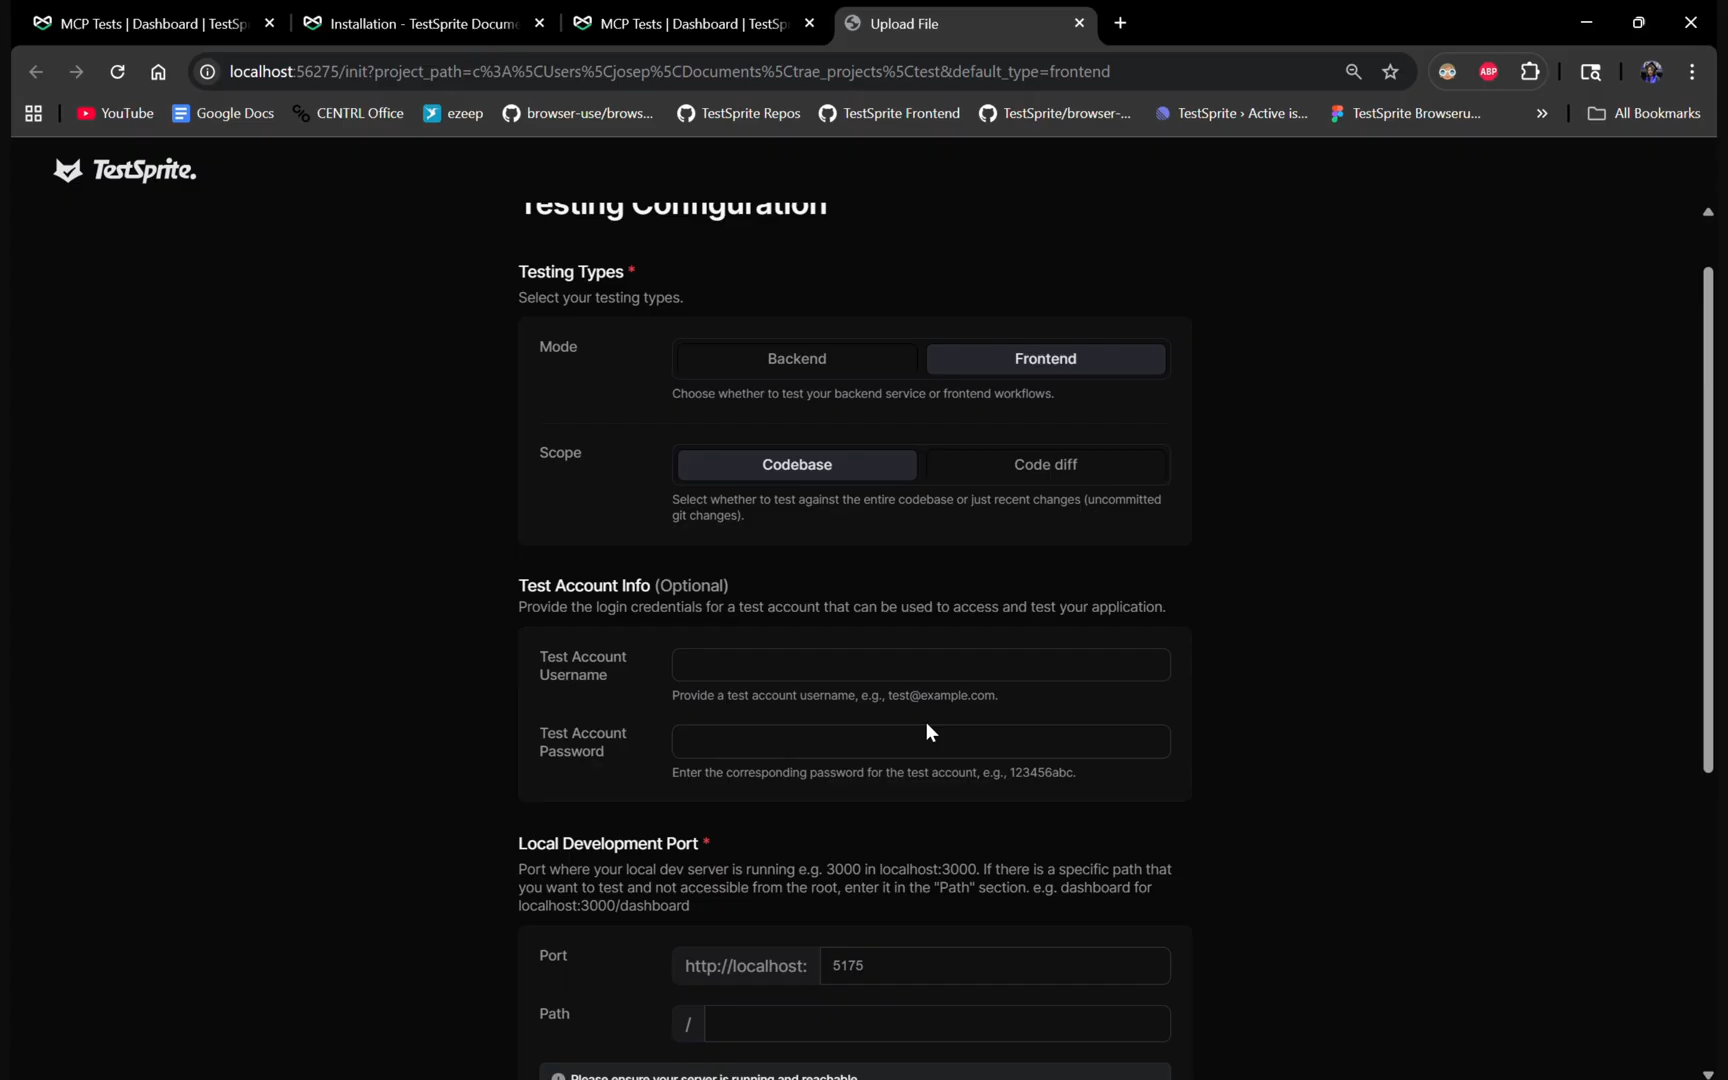 MCP Tests | Dashboard | TestSp
Installation - TestSprite Docume
MCP Tests | Dashboard | TestSp
Upload File
localhost:56275/init?project_path=c%3A%5CUsers%5Cjosep%5CDocuments%5Ctrae_projects%5Ctest&default_type=frontend
ABP
YouTube
Google Docs
CENTRL Office
ezeep
browser-use/brows...
TestSprite Repos
TestSprite Frontend
TestSprite/browser-...
TestSprite › Active is...
TestSprite Browseru...
»
All Bookmarks
TestSprite.
Testing Configuration
Testing Types *
Select your testing types.
Mode
Backend
Frontend
Choose whether to test your backend service or frontend workflows.
Scope
Codebase
Code diff
Select whether to test against the entire codebase or just recent changes (uncommitted
git changes).
Test Account Info (Optional)
Provide the login credentials for a test account that can be used to access and test your application.
Test Account
Username
Provide a test account username, e.g., test@example.com.
Test Account
Password
Enter the corresponding password for the test account, e.g., 123456abc.
Local Development Port *
Port where your local dev server is running e.g. 3000 in localhost:3000. If there is a specific path that
you want to test and not accessible from the root, enter it in the "Path" section. e.g. dashboard for
localhost:3000/dashboard
Port
http://localhost:
5175
Path
/
Please ensure your server is running and reachable